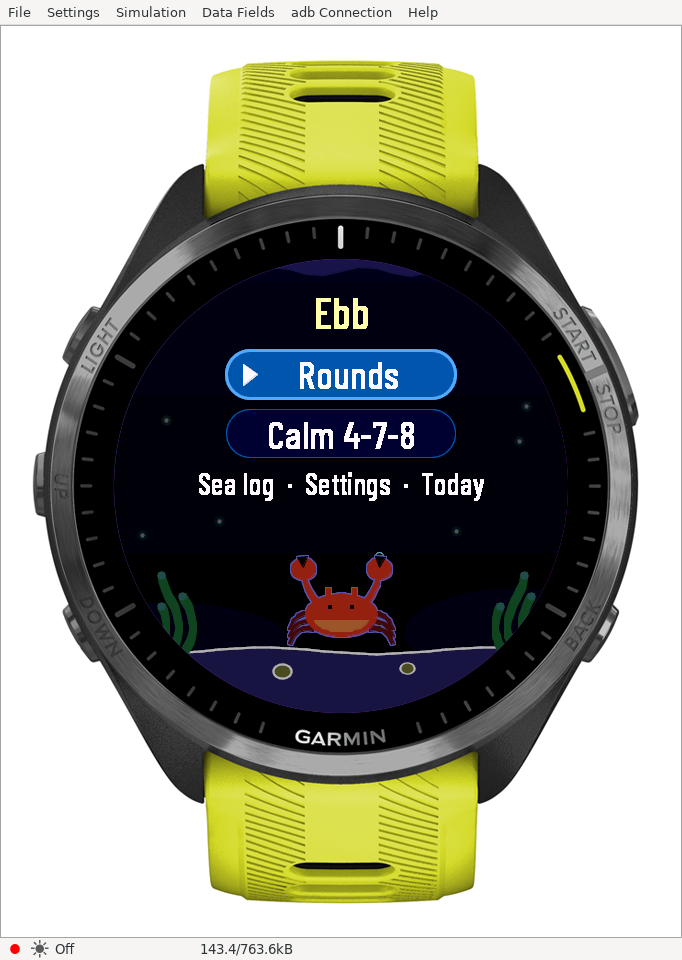 File Settings Simulation Data Fields adb Connection Help
LIGHT
START
STOP
UP
DOWN
BACK
Ebb
Rounds
Calm 4-7-8
Sea log · Settings · Today
GARMIN
Off 143.4/763.6kB